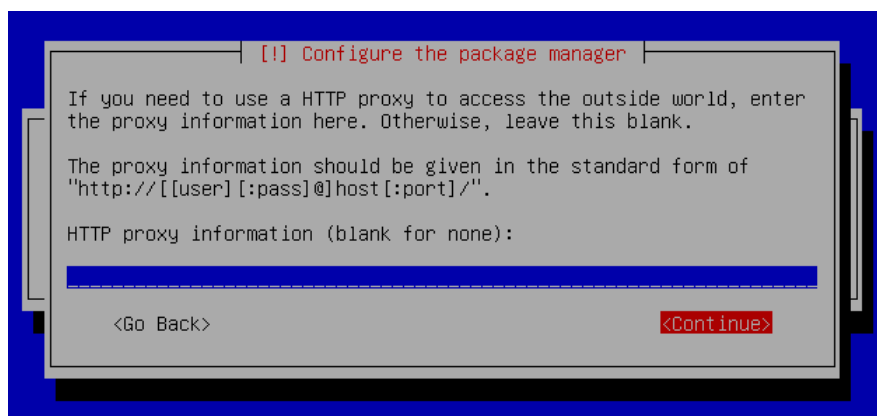 [!] Configure the package manager
If you need to use a HTTP proxy to access the outside world, enter
the proxy information here. Otherwise, leave this blank.
The proxy information should be given in the standard form of
"http://[[user][:pass]@]host[:port]/".
HTTP proxy information (blank for none):
<Go Back> <Continue>